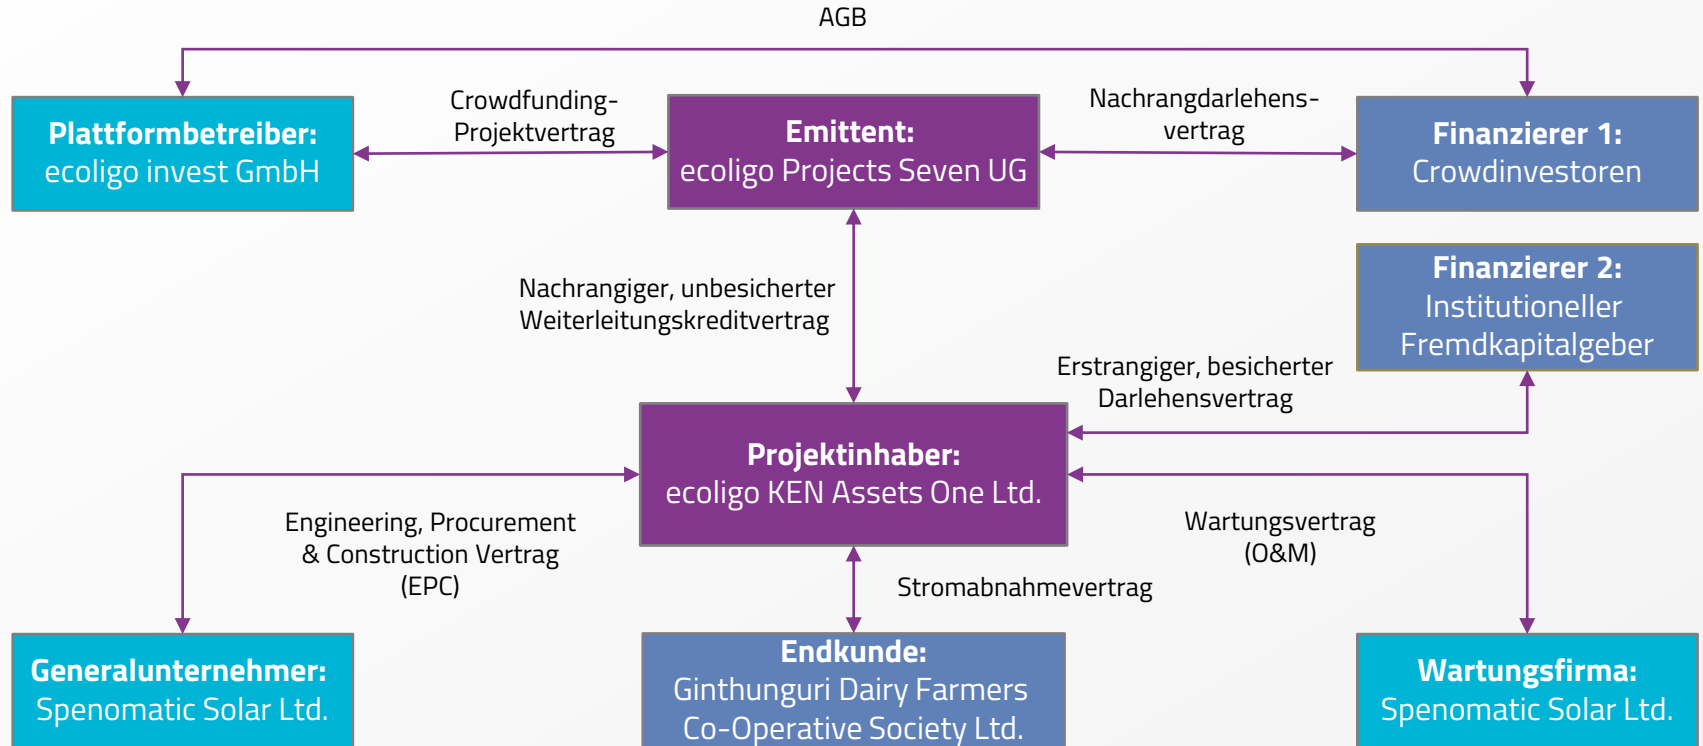 AGB
Plattformbetreiber:
ecoligo invest GmbH
Crowdfunding-
Projektvertrag
Emittent:
ecoligo Projects Seven UG
Nachrangdarlehens-
vertrag
Finanzierer 1:
Crowdinvestoren
Finanzierer 2:
Institutioneller
Fremdkapitalgeber
Nachrangiger, unbesicherter
Weiterleitungskreditvertrag
Erstrangiger, besicherter
Darlehensvertrag
Projektinhaber:
ecoligo KEN Assets One Ltd.
Engineering, Procurement
& Construction Vertrag
(EPC)
Wartungsvertrag
(O&M)
Stromabnahmevertrag
Generalunternehmer:
Spenomatic Solar Ltd.
Endkunde:
Ginthunguri Dairy Farmers
Co-Operative Society Ltd.
Wartungsfirma:
Spenomatic Solar Ltd.